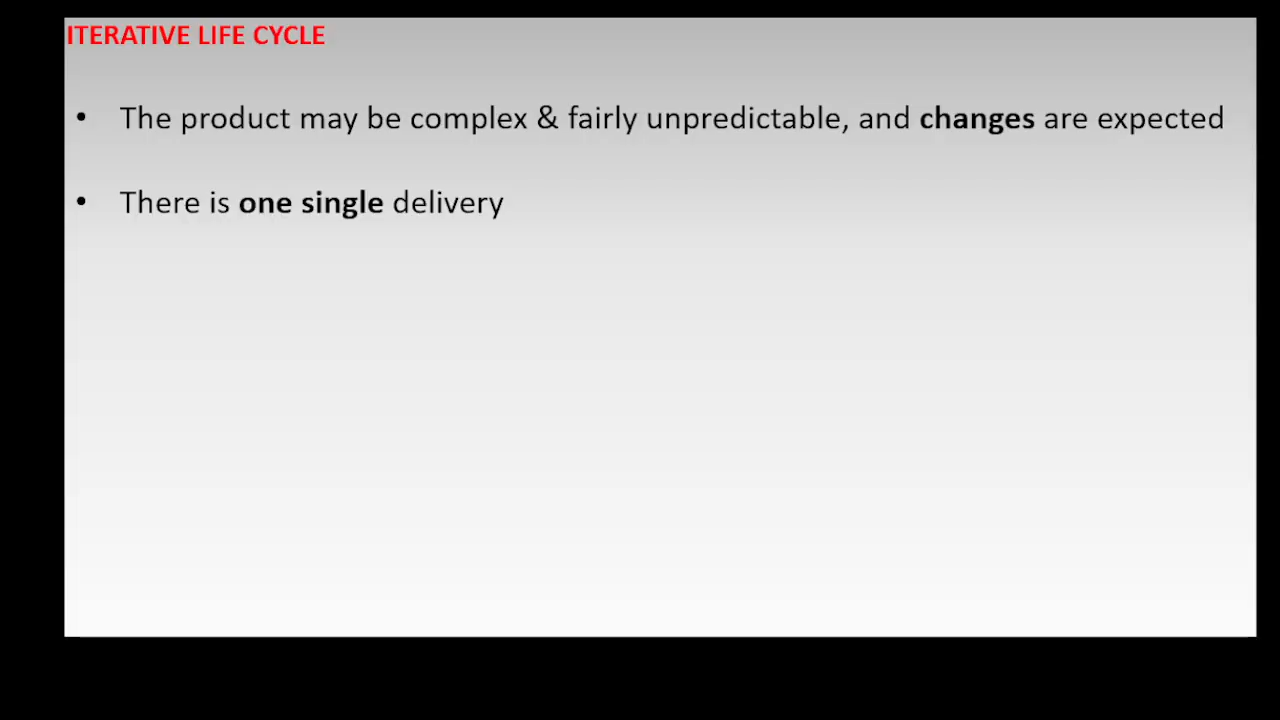 ITERATIVE LIFE CYCLE
• The product may be complex & fairly unpredictable, and changes are expected
• There is one single delivery